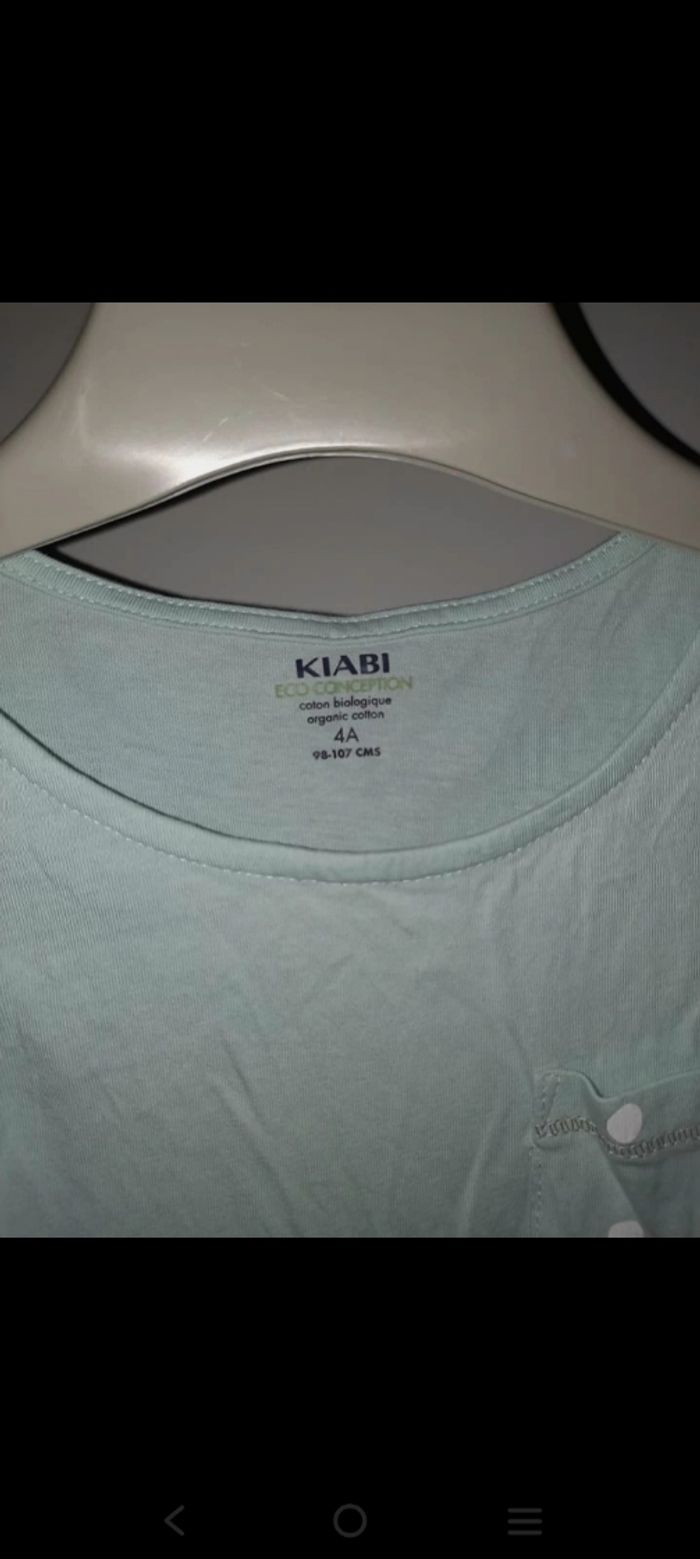 KIABI
ECO CONCEPTION
coton biologique
organic cotton
4A
98-107 CMS